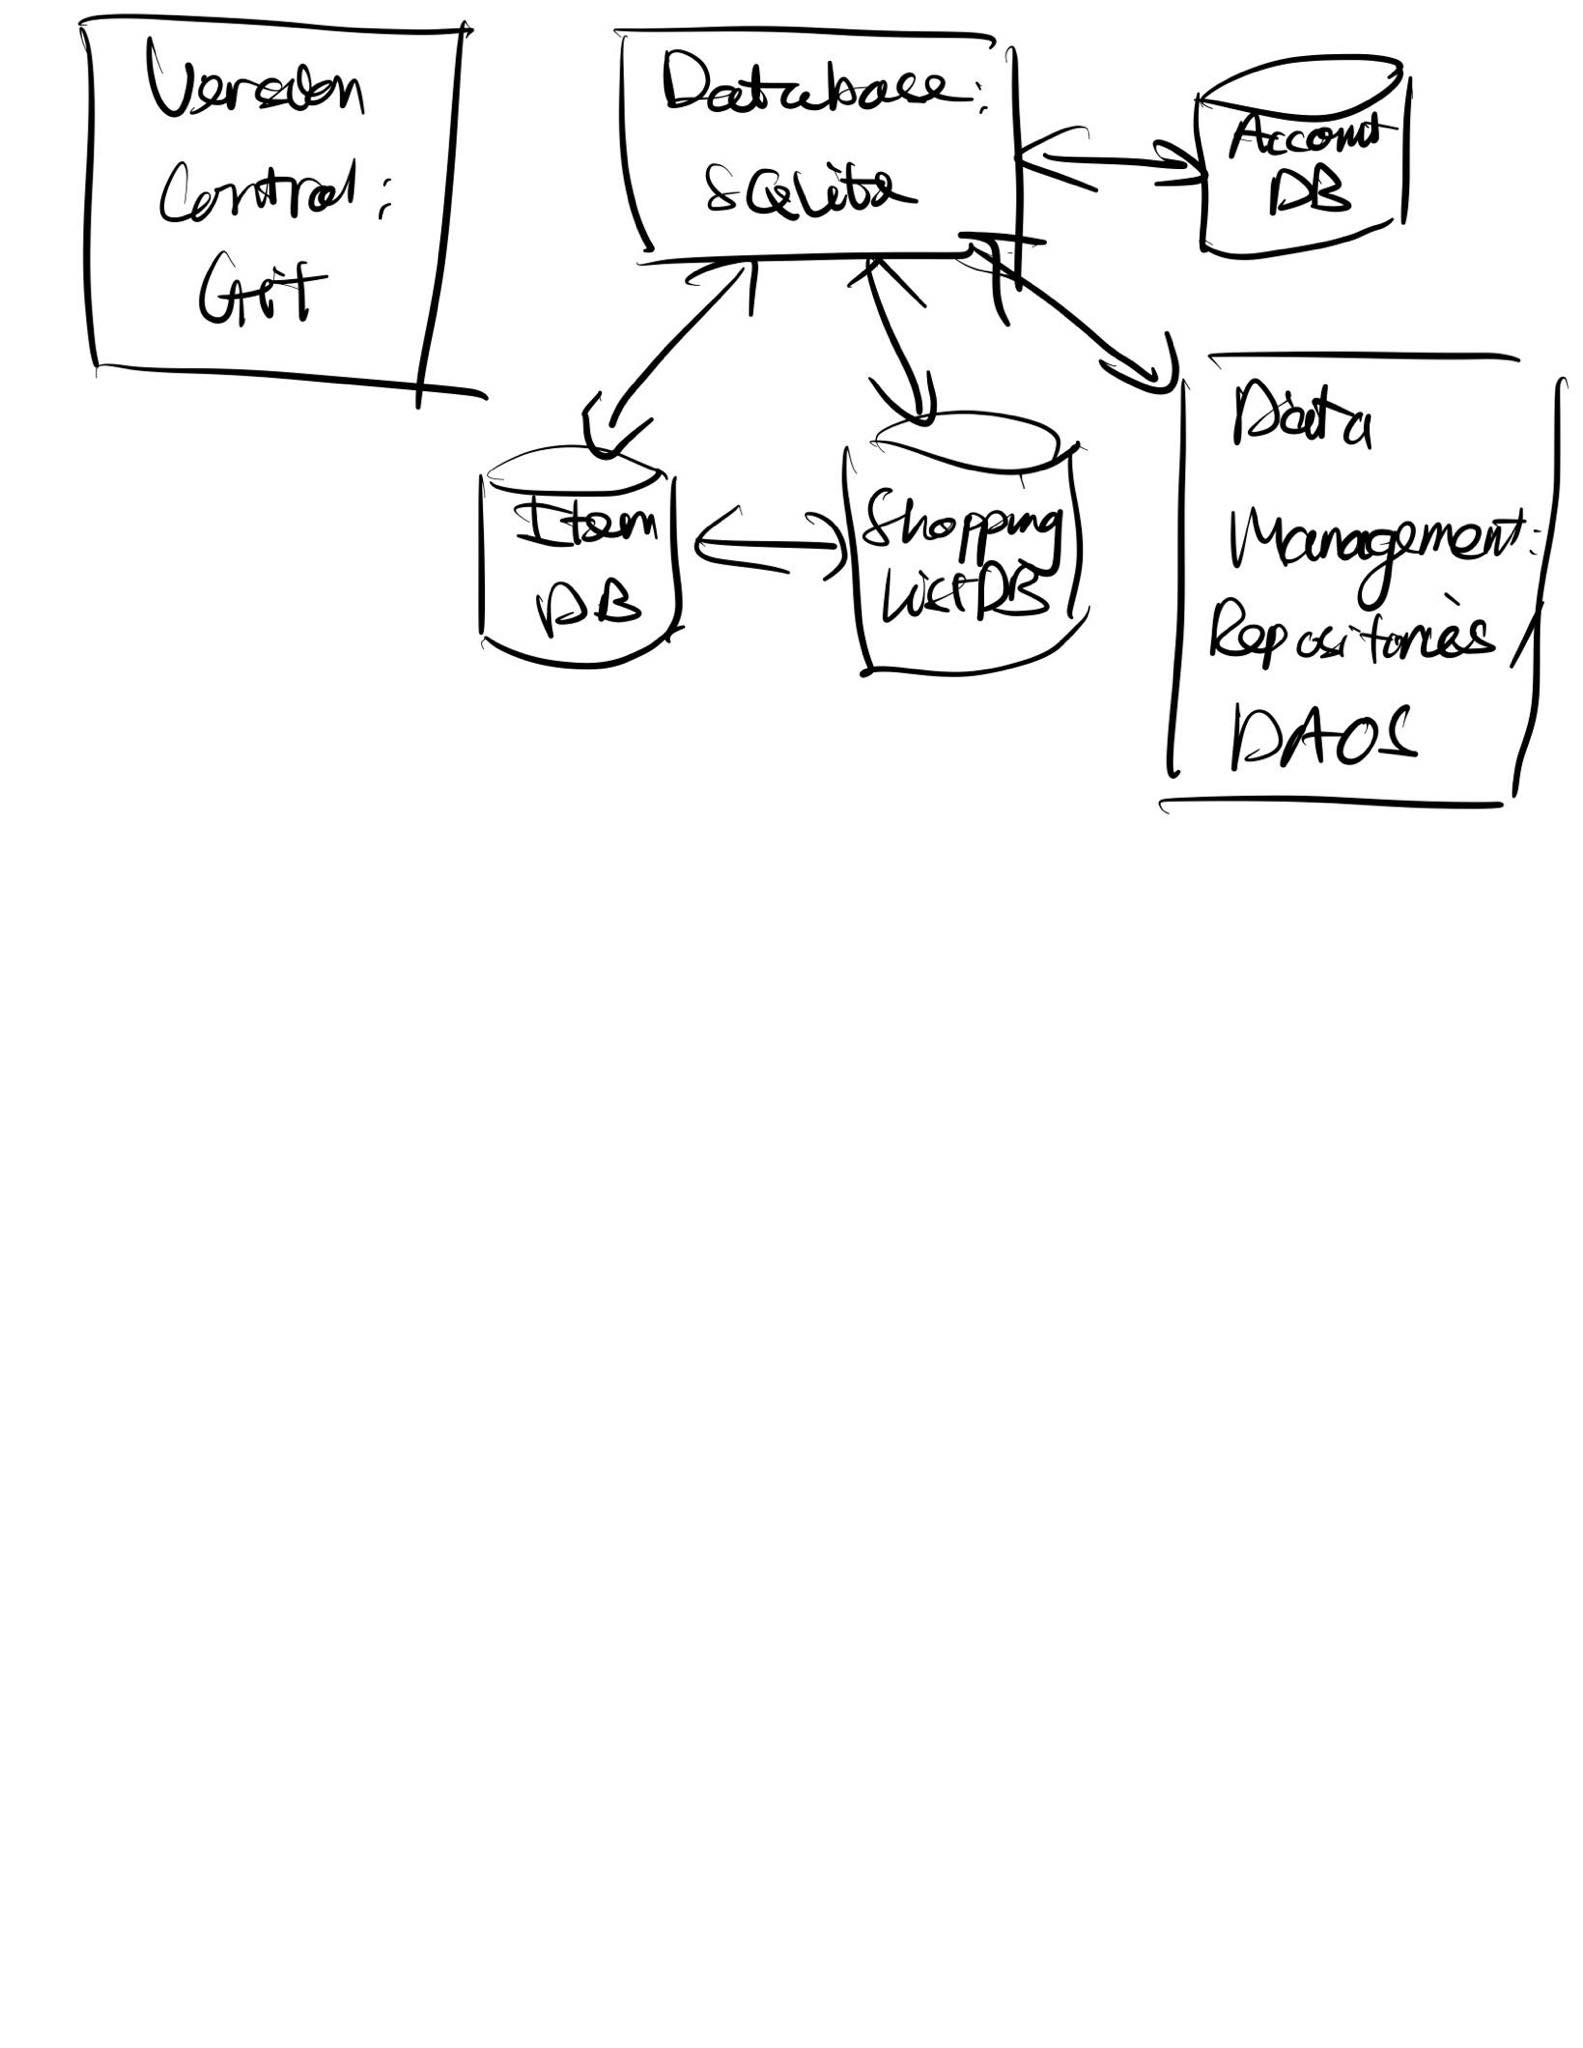 Version
Control:
Git
Database:
SQLite
Account
DB
Item
DB
Shopping
List DB
Data
Management:
Repositories/
DAOS